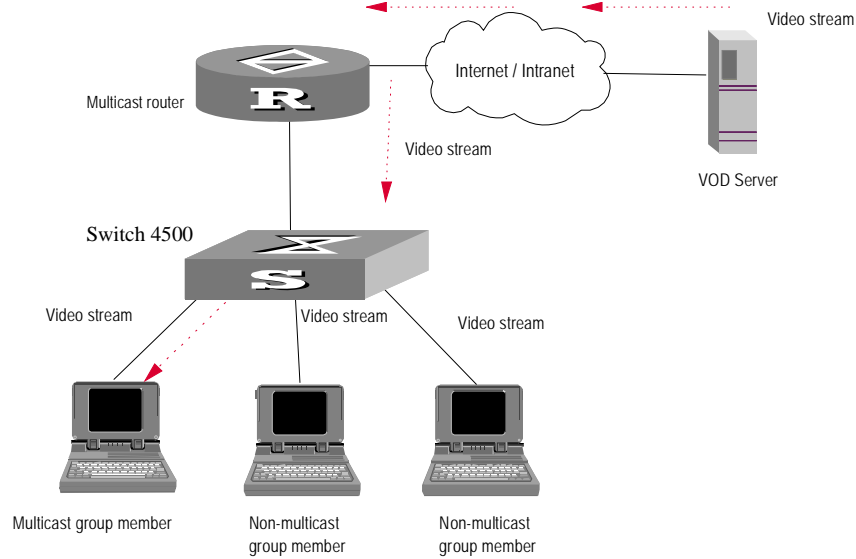 Video stream
Internet / Intranet
R
Multicast router
Video stream
VOD Server
Switch 4500
S
Video stream
Video stream
Video stream
Multicast group member
Non-multicast
group member
Non-multicast
group member